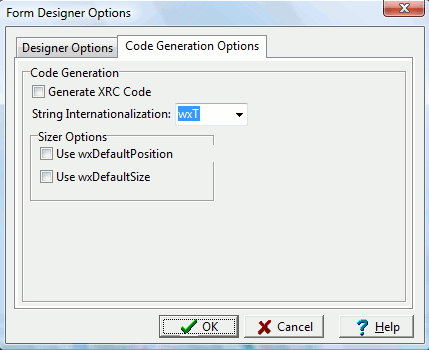 Form Designer Options
Designer Options
Code Generation Options
Code Generation
Generate XRC Code
String Internationalization: wxT
Sizer Options
Use wxDefaultPosition
Use wxDefaultSize
OK
Cancel
Help